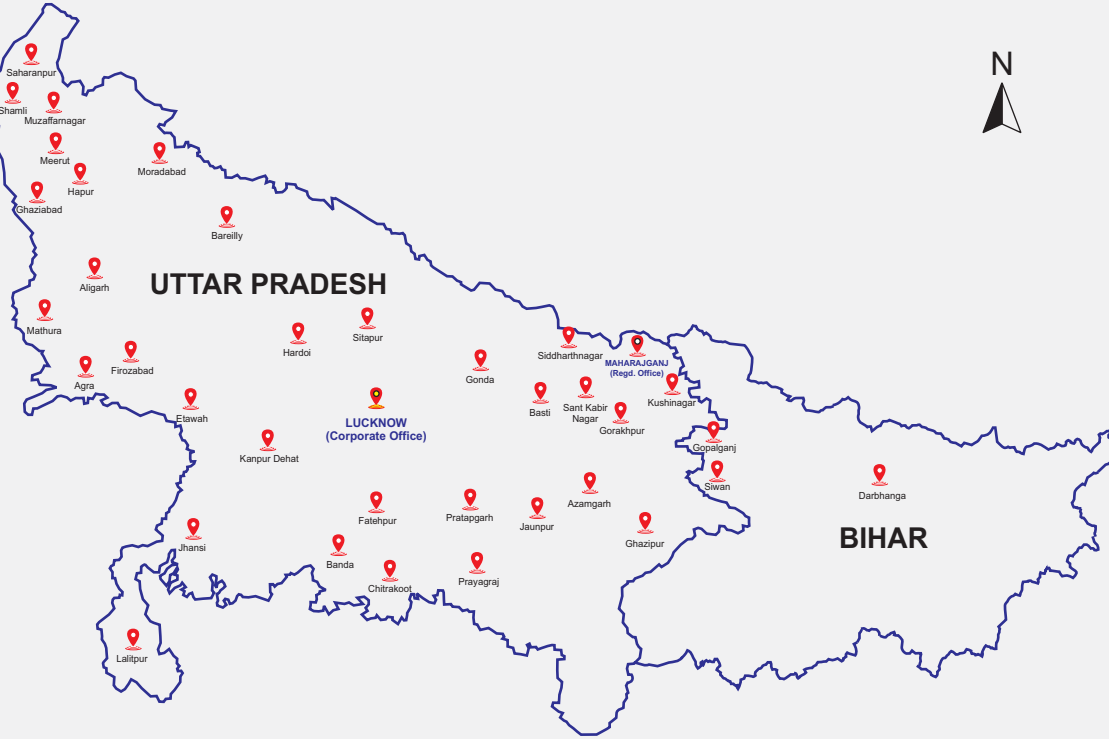 N
Saharanpur
Shamli
Muzaffarnagar
Meerut
Moradabad
Hapur
Ghaziabad
Bareilly
Aligarh
UTTAR PRADESH
Mathura
Sitapur
Hardoi
Siddharthnagar
MAHARAJGANJ
(Regd. Office)
Firozabad
Agra
Gonda
Kushinagar
Basti
Sant Kabir
Nagar
Gorakhpur
Etawah
LUCKNOW
(Corporate Office)
Gopalganj
Kanpur Dehat
Siwan
Darbhanga
Azamgarh
Fatehpur
Pratapgarh
Jaunpur
BIHAR
Ghazipur
Jhansi
Banda
Chitrakoot
Prayagraj
Lalitpur